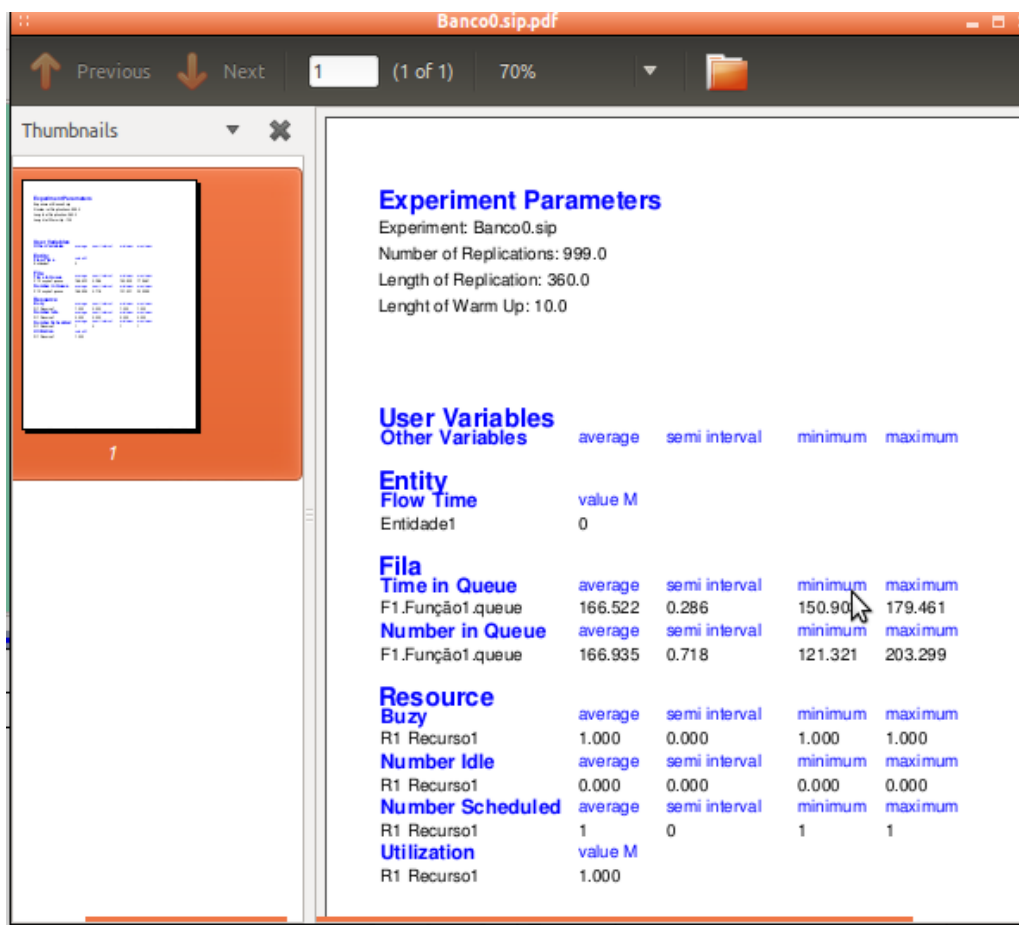 Banco0.sip.pdf
Previous Next 1 (1 of 1) 70%
Thumbnails
1
Experiment Parameters
Experiment: Banco0.sip
Number of Replications: 999.0
Length of Replication: 360.0
Lenght of Warm Up: 10.0
User Variables
Other Variables average semi interval minimum maximum
Entity
Flow Time value M
Entidade1 0
Fila
Time in Queue average semi interval minimum maximum
F1.Função1.queue 166.522 0.286 179.461
Number in Queue average semi interval minimum maximum
F1.Função1.queue 166.935 0.718 121.321 203.299
Resource
Buzy average semi interval minimum maximum
R1 Recurso1 1.000 0.000 1.000 1.000
Number Idle average semi interval minimum maximum
R1 Recurso1 0.000 0.000 0.000 0.000
Number Scheduled average semi interval minimum maximum
R1 Recurso1 1 0 1 1
Utilization value M
R1 Recurso1 1.000